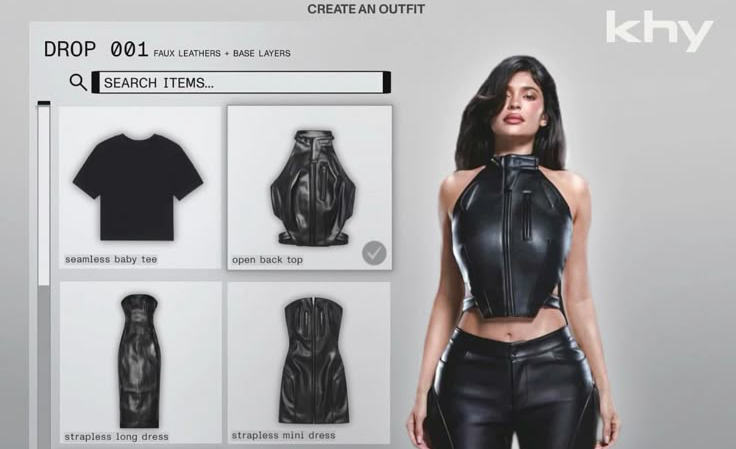 CREATE AN OUTFIT
khy
DROP 001 FAUX LEATHERS + BASE LAYERS
SEARCH ITEMS...
seamless baby tee
open back top
strapless long dress
strapless mini dress